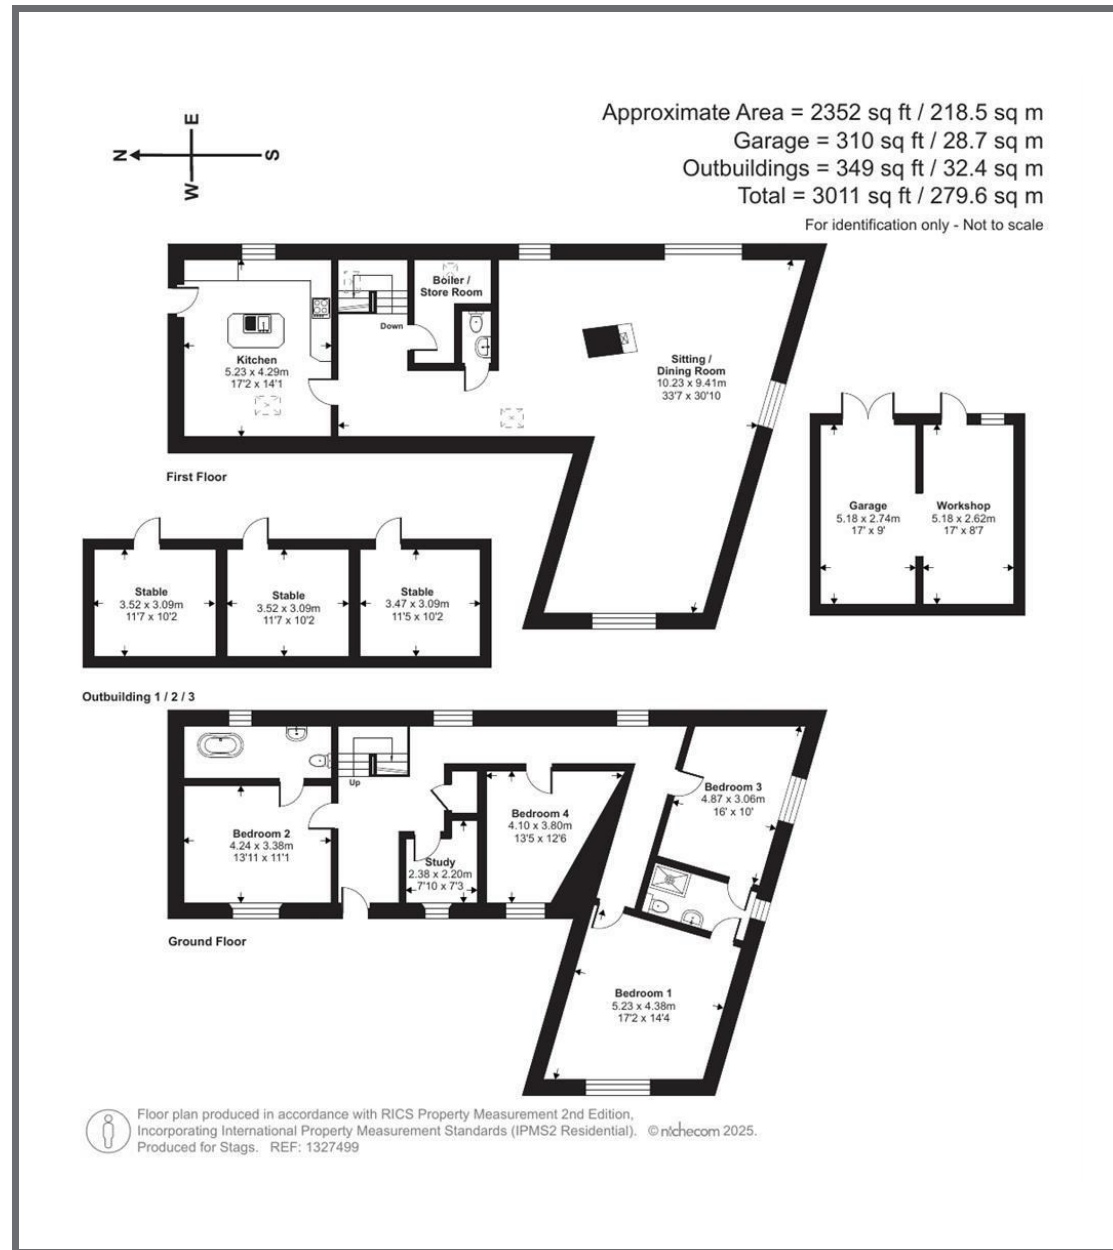 Approximate Area = 2352 sq ft / 218.5 sq m
Garage = 310 sq ft / 28.7 sq m
Outbuildings = 349 sq ft / 32.4 sq m
Total = 3011 sq ft / 279.6 sq m
For identification only - Not to scale
E
N
S
W
Boiler /
Store Room
Down
Kitchen
5.23 x 4.29m
17'2 x 14'1
Sitting /
Dining Room
10.23 x 9.41m
33'7 x 30'10
First Floor
Garage
5.18 x 2.74m
17' x 9'
Workshop
5.18 x 2.62m
17' x 8'7
Stable
3.52 x 3.09m
11'7 x 10'2
Stable
3.52 x 3.09m
11'7 x 10'2
Stable
3.47 x 3.09m
11'5 x 10'2
Outbuilding 1 / 2 / 3
Up
Bedroom 2
4.24 x 3.38m
13'11 x 11'1
Study
2.38 x 2.20m
7'10 x 7'3
Bedroom 4
4.10 x 3.80m
13'5 x 12'6
Bedroom 3
4.87 x 3.06m
16' x 10'
Ground Floor
Bedroom 1
5.23 x 4.38m
17'2 x 14'4
Floor plan produced in accordance with RICS Property Measurement 2nd Edition,
Incorporating International Property Measurement Standards (IPMS2 Residential). © nichecom 2025.
Produced for Stags. REF: 1327499